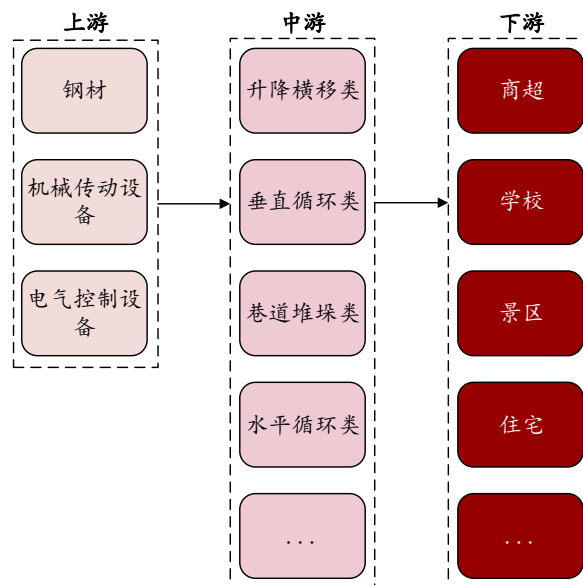 上游
钢材
机械传动设
备
电气控制设
备
中游
升降横移类
垂直循环类
巷道堆垛类
水平循环类
...
下游
商超
学校
景区
住宅
...